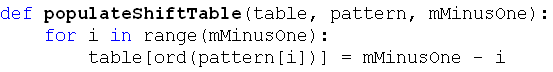 def populateShiftTable(table, pattern, mMinusOne):
    for i in range(mMinusOne):
        table[ord(pattern[i])] = mMinusOne - i